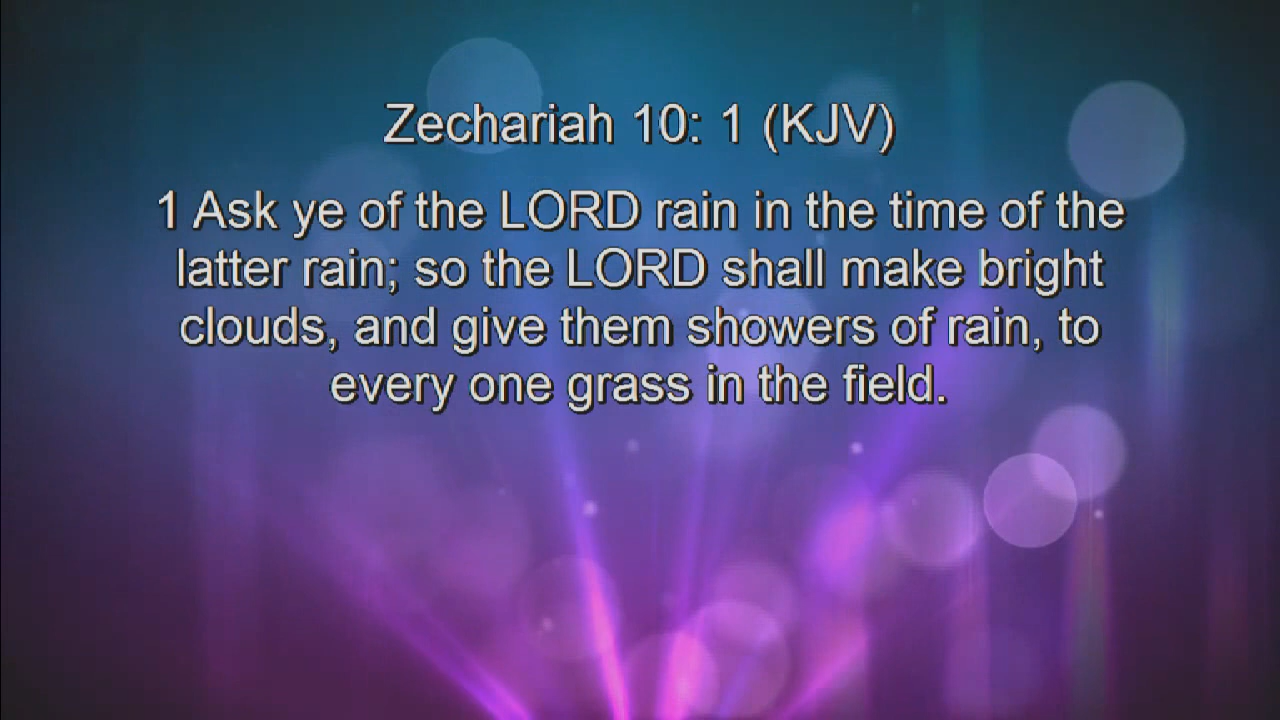 Zechariah 10: 1 (KJV)
1 Ask ye of the LORD rain in the time of the
latter rain; so the LORD shall make bright
clouds, and give them showers of rain, to
every one grass in the field.